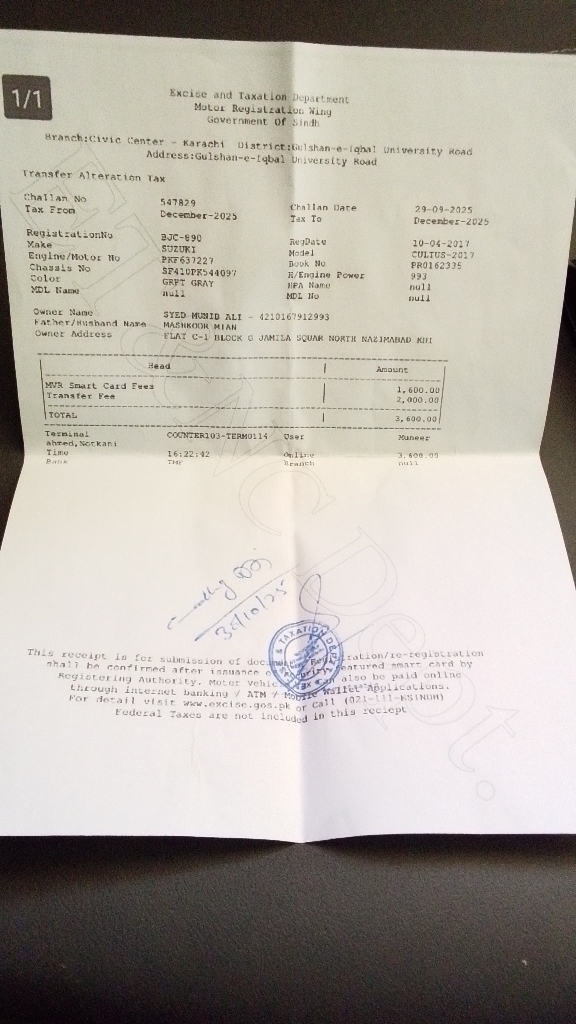 1/1
Excise and Taxation Department
Motor Registration Wing
Government Of Sindh
Branch:Civic Center - Karachi District:Gulshan-e-Iqbal University Road
Address:Gulshan-e-Iqbal University Road
Transfer Alteration Tax
Challan No 547829 Challan Date 29-09-2025
Tax From December-2025 Tax To December-2025
RegistrationNo BJC-890 RegDate 10-04-2017
Make SUZUKI Model CULTUS-2017
Engine/Motor No PKF637227 Book No PR0162335
Chassis No SF410PK544097 H/Engine Power 993
Color GRPT GRAY HPA Name null
MDL Name null MDL No null
Owner Name SYED MUNIB ALI - 4210167912993
Father/Husband Name MASHKOOR MIAN
Owner Address FLAT C-1 BLOCK G JAMILA SQUAR NORTH NAZIMABAD KHI
Head Amount
MVR Smart Card Fees 1,600.00
Transfer Fee 2,000.00
TOTAL 3,600.00
Terminal COUNTER103-TERM0114 User Muneer
ahmed,Notkani
Time 16:22:42 Online 3,600.00
Bank Branch null
This receipt is for submission of registration/re-registration
shall be confirmed after issuance of featured smart card by
Registering Authority. Motor vehicle can also be paid online
through internet banking / ATM / Mobile Wallet Applications.
For detail visit www.excise.gos.pk or call (021-111-ESINDH)
Federal Taxes are not included in this reciept